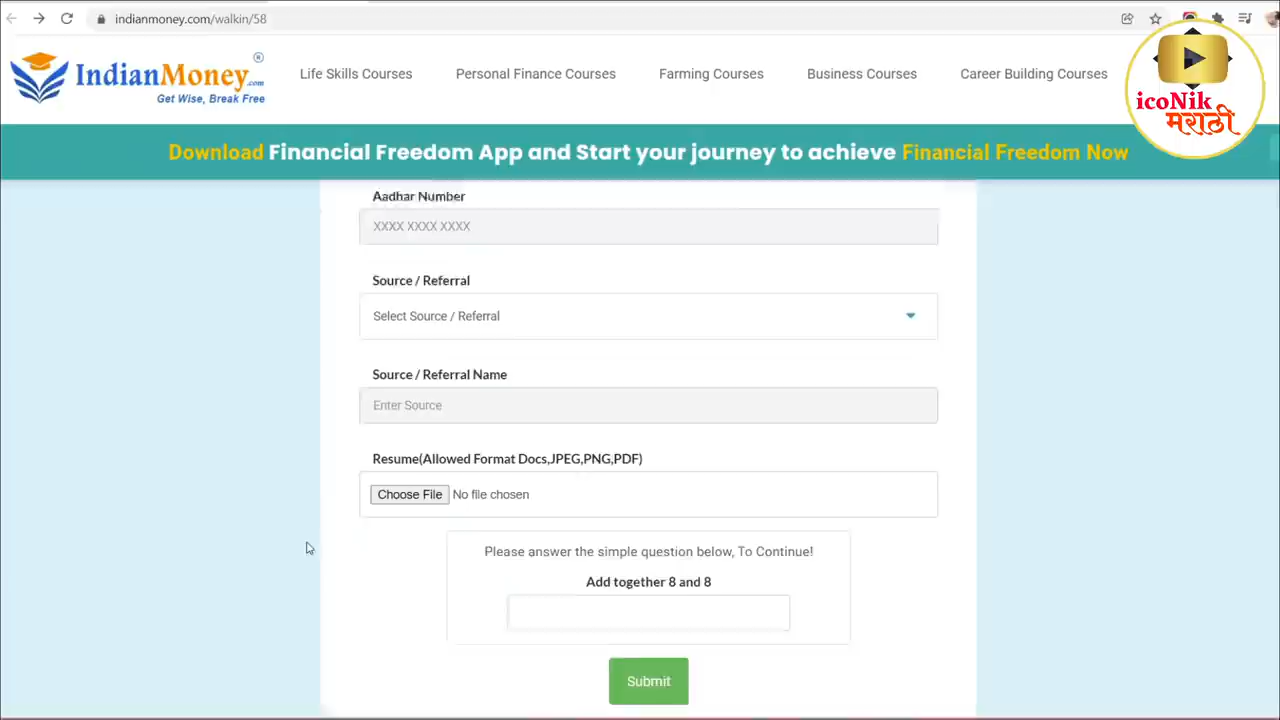 indianmoney.com/walkin/58
IndianMoney.com ®
Get Wise, Break Free
Life Skills Courses
Personal Finance Courses
Farming Courses
Business Courses
Career Building Courses
icoNik
मराठी
Download Financial Freedom App and Start your journey to achieve Financial Freedom Now
Aadhar Number
XXXX XXXX XXXX
Source / Referral
Select Source / Referral
Source / Referral Name
Enter Source
Resume(Allowed Format Docs,JPEG,PNG,PDF)
Choose File No file chosen
Please answer the simple question below, To Continue!
Add together 8 and 8
Submit